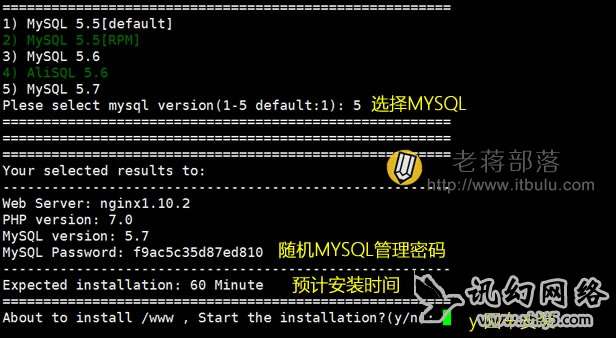 ==================================================
1) MySQL 5.5[default]
2) MySQL 5.5[RPM]
3) MySQL 5.6
4) AliSQL 5.6
5) MySQL 5.7
Plese select mysql version(1-5 default:1): 5 选择MYSQL
==================================================
==================================================
==================================================
Your selected results to:
--------------------------------------------------
老蒋部落
http://www.itbulu.com
Web Server: nginx1.10.2
PHP version: 7.0
MySQL version: 5.7
MySQL Password: f9ac5c35d87ed810 随机MYSQL管理密码
--------------------------------------------------
Expected installation: 60 Minute 预计安装时间
==================================================
讯幻网络
About to install /www , Start the installation?(y/n